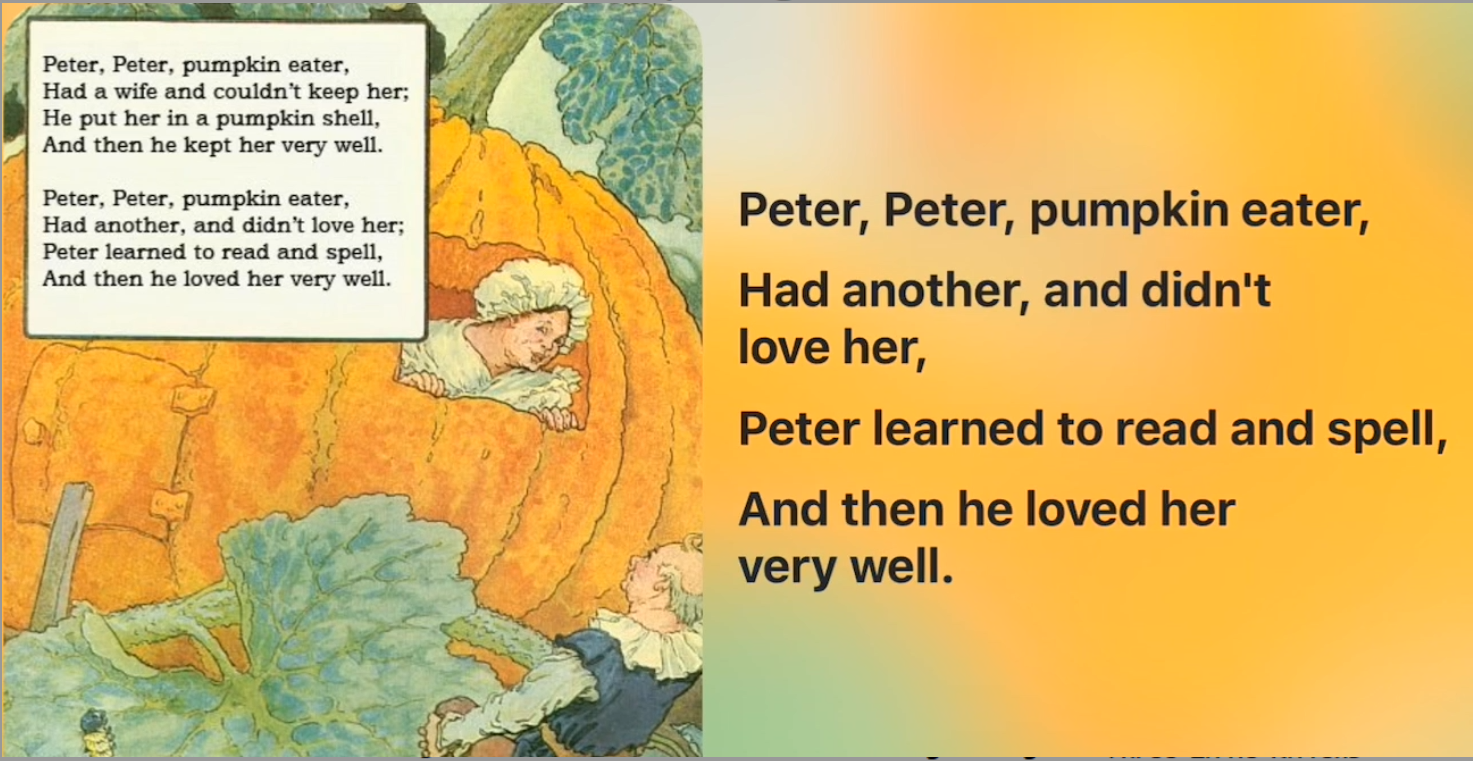 Peter, Peter, pumpkin eater,
Had a wife and couldn't keep her;
He put her in a pumpkin shell,
And then he kept her very well.
Peter, Peter, pumpkin eater,
Had another, and didn't love her;
Peter learned to read and spell,
And then he loved her very well.
Peter, Peter, pumpkin eater,
Had another, and didn't
love her,
Peter learned to read and spell,
And then he loved her
very well.